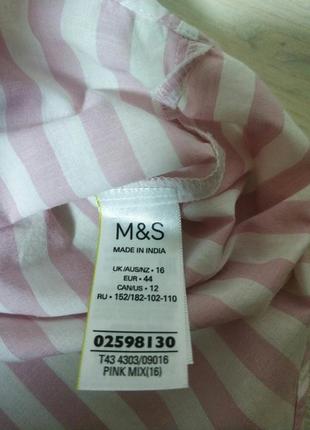 M&S
MADE IN INDIA
UK/AUS/NZ • 16
EUR • 44
CAN/US • 12
RU • 152/182-102-110
02598130
T43 4303/09016
PINK MIX(16)